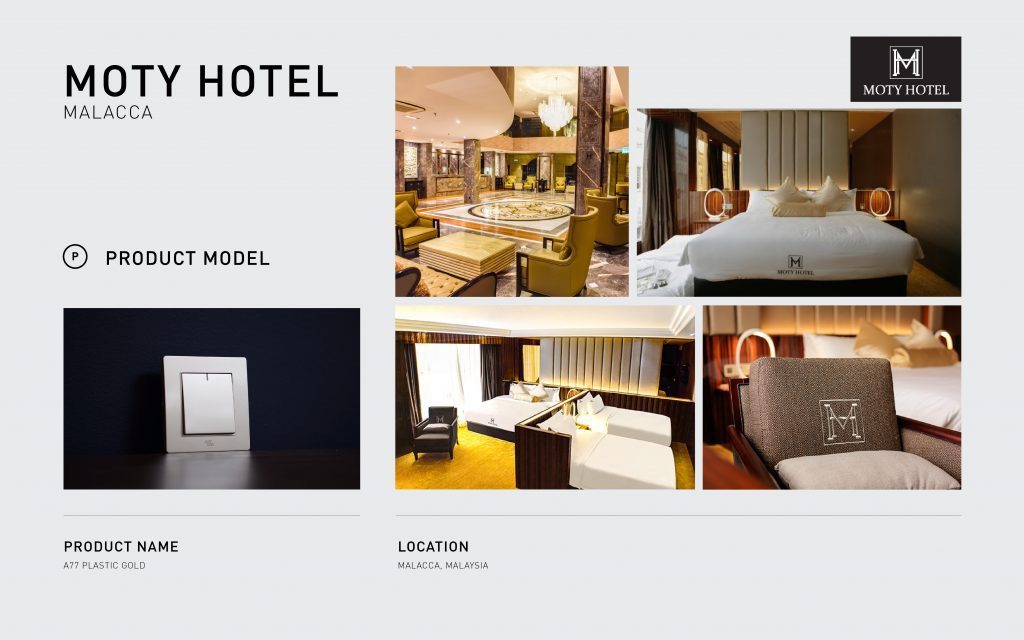 MOTY HOTEL
MALACCA
M
MOTY HOTEL
P
PRODUCT MODEL
M
MOTY HOTEL
M
PRODUCT NAME
A77 PLASTIC GOLD
LOCATION
MALACCA, MALAYSIA